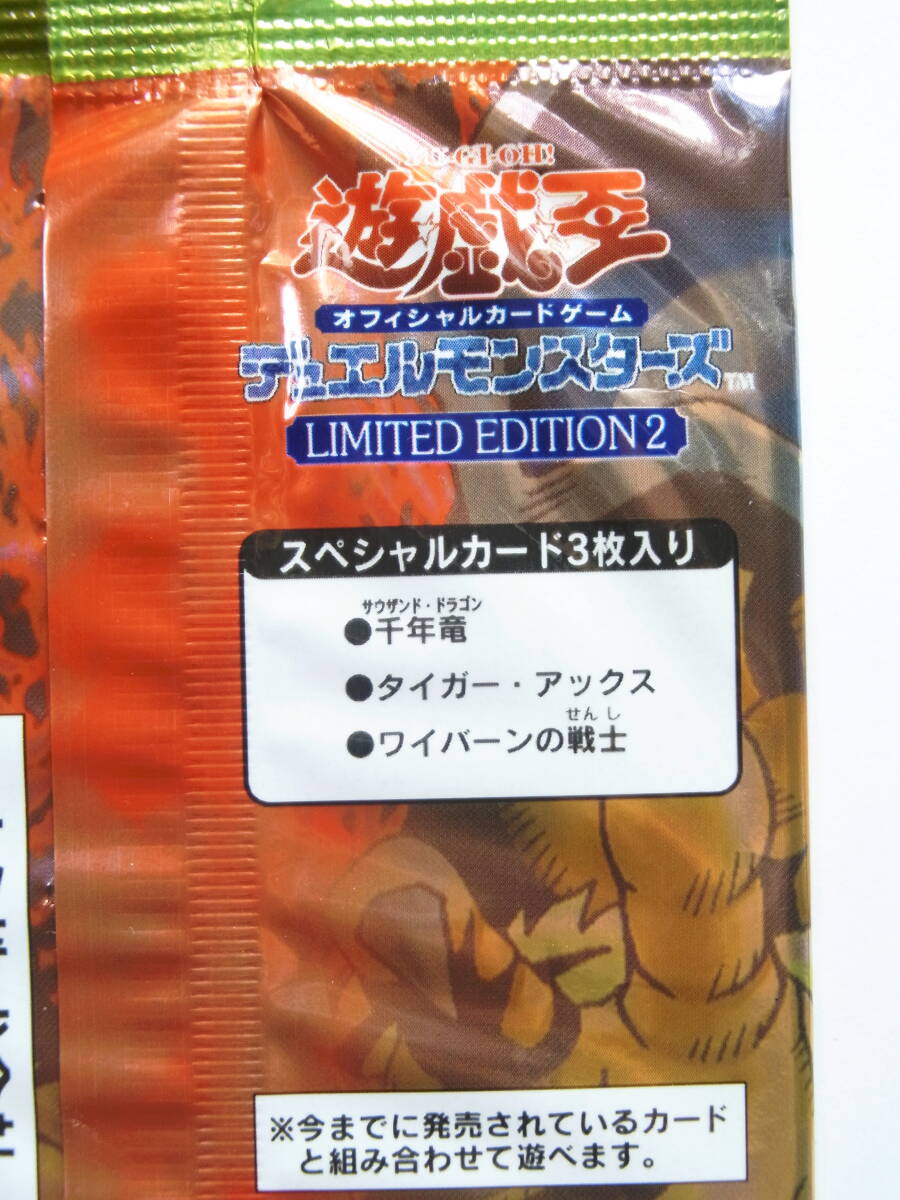 YU-GI-OH!
遊戯王
オフィシャルカードゲーム
デュエルモンスターズ™
LIMITED EDITION 2
スペシャルカード3枚入り
サウザンド・ドラゴン
●千年竜
●タイガー・アックス
せんし
●ワイバーンの戦士
※今までに発売されているカード
と組み合わせて遊べます。